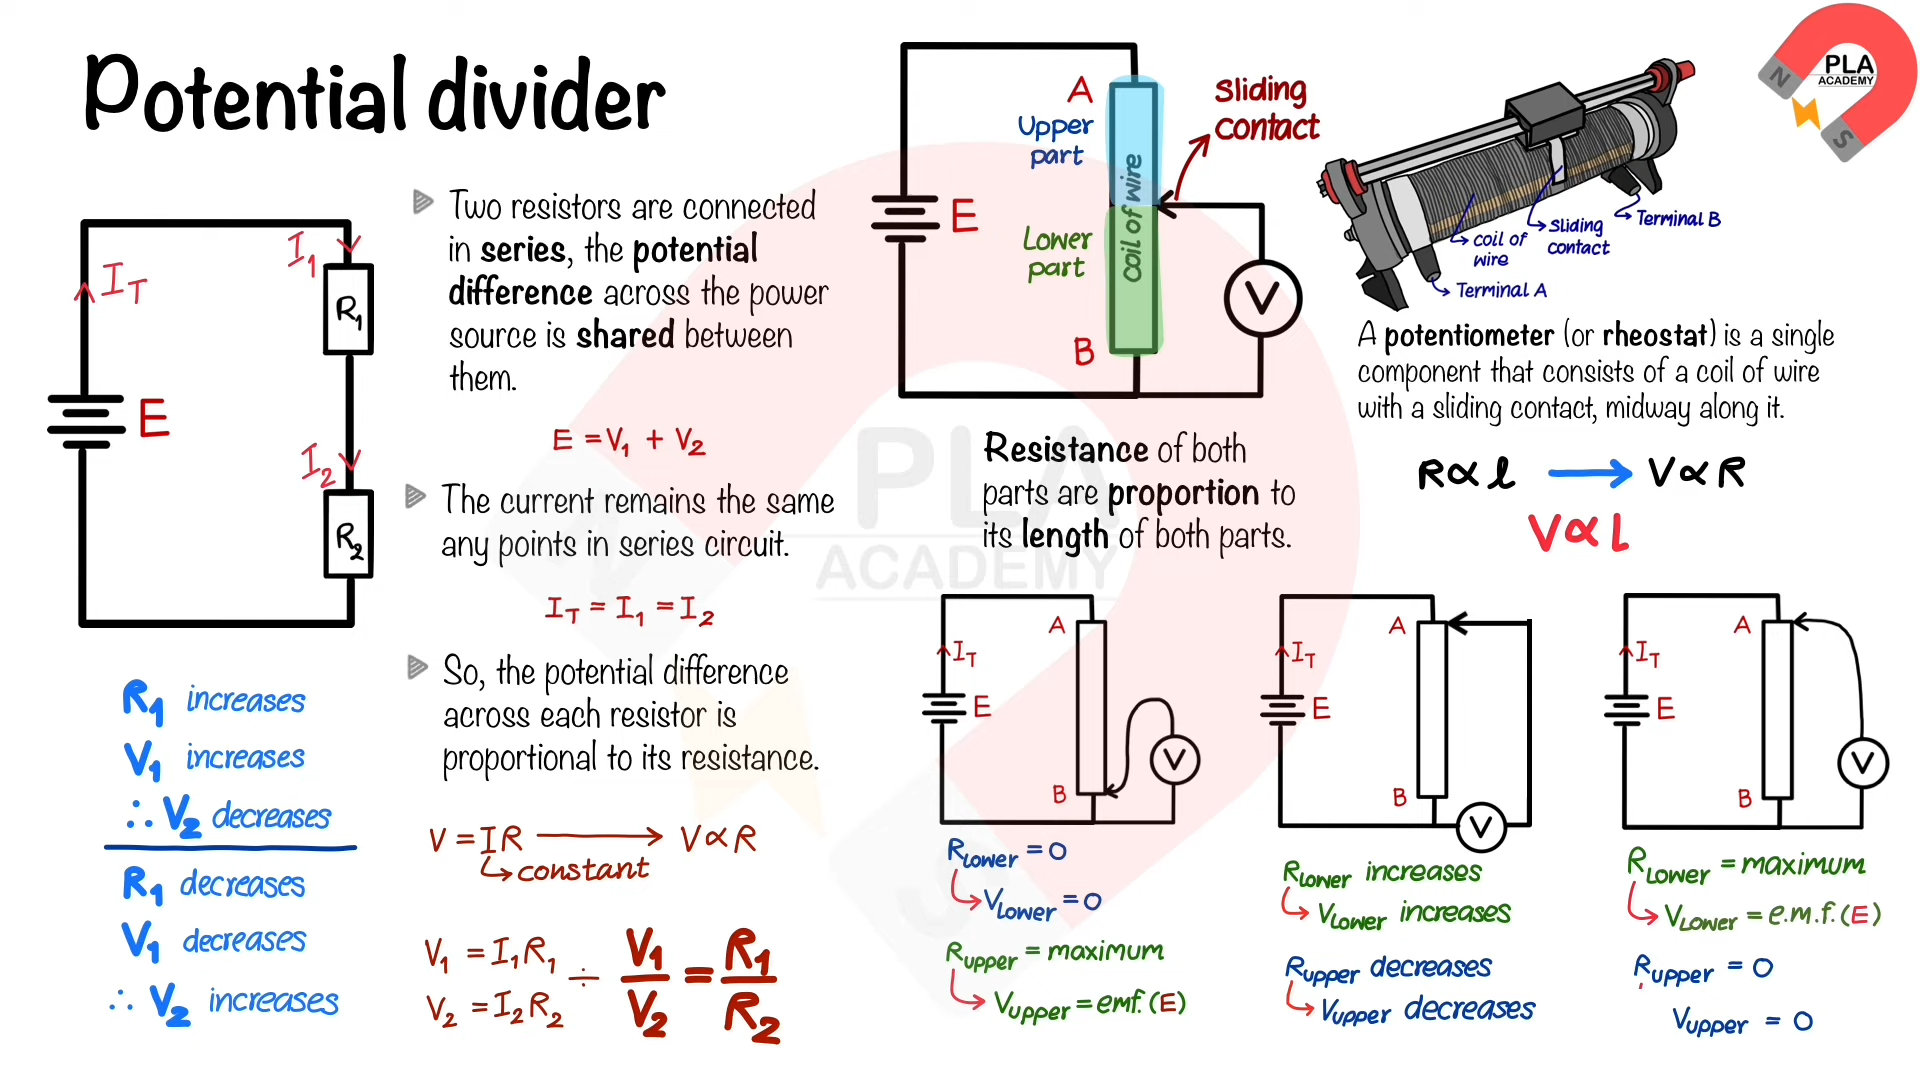 Potential divider
I_T
I_1
R_1
E
I_2
R_2
R_1 increases
V_1 increases
∴ V_2 decreases
R_1 decreases
V_1 decreases
∴ V_2 increases
Two resistors are connected
in series, the potential
difference across the power
source is shared between
them.
E = V_1 + V_2
The current remains the same
any points in series circuit.
I_T = I_1 = I_2
So, the potential difference
across each resistor is
proportional to its resistance.
V = IR → V ∝ R
constant
V_1 = I_1R_1
V_2 = I_2R_2
÷
V_1/V_2 = R_1/R_2
A
Upper
part
Sliding
contact
coil of wire
E
Lower
part
V
B
Resistance of both
parts are proportion to
its length of both parts.
PLA
ACADEMY
N
S
PLA
ACADEMY
N
S
coil of
wire
Sliding
contact
Terminal B
Terminal A
A potentiometer (or rheostat) is a single
component that consists of a coil of wire
with a sliding contact, midway along it.
R ∝ l → V ∝ R
V ∝ l
A
I_T
E
B
V
R_Lower = 0
V_Lower = 0
R_upper = maximum
V_upper = emf.(E)
A
I_T
E
B
V
R_Lower increases
V_Lower increases
R_upper decreases
V_upper decreases
A
I_T
E
B
V
R_Lower = maximum
V_Lower = e.m.f.(E)
R_upper = 0
V_upper = 0